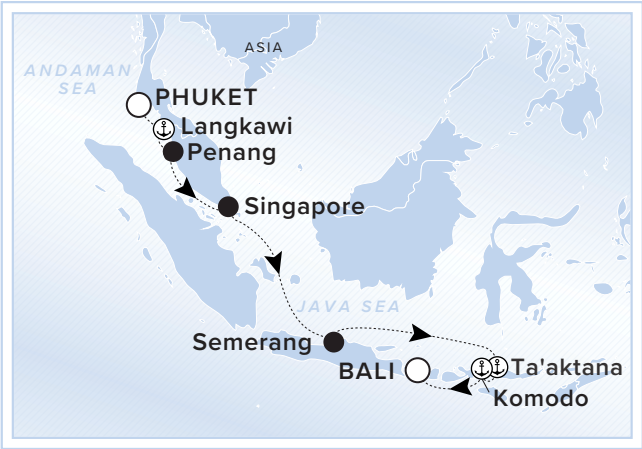 ASIA
ANDAMAN
SEA
PHUKET
Langkawi
Penang
Singapore
JAVA SEA
Semerang
BALI
Ta'aktana
Komodo